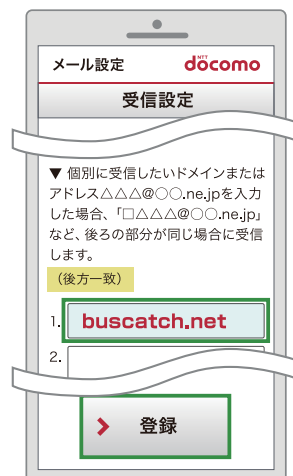 メール設定
NTT
döcomo
受信設定
▼ 個別に受信したいドメインまたは
アドレス△△△@○○.ne.jpを入力
した場合、「□△△△@○○.ne.jp」
など、後ろの部分が同じ場合に受信
します。
（後方一致）
1. buscatch.net
2.
登録